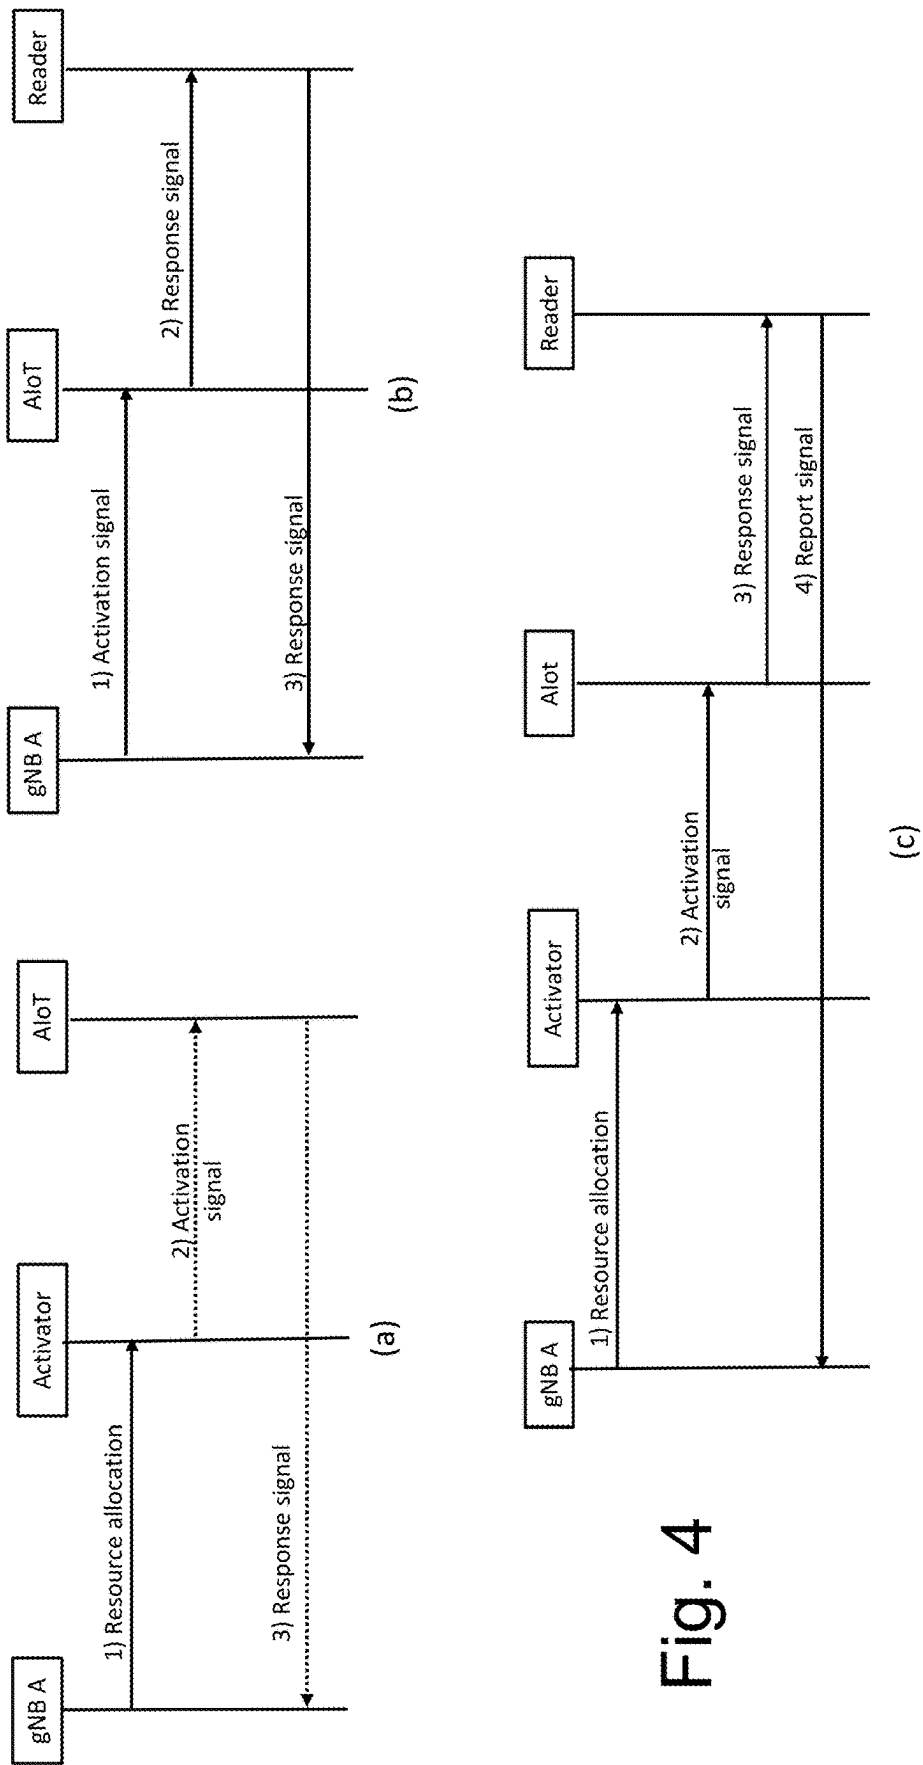 gNB A
Activator
AIoT
1) Resource allocation
2) Activation
signal
3) Response signal
(a)
gNB A
AIoT
Reader
1) Activation signal
2) Response signal
3) Response signal
(b)
gNB A
Activator
AIot
Reader
1) Resource allocation
2) Activation
signal
3) Response signal
4) Report signal
(c)
Fig. 4